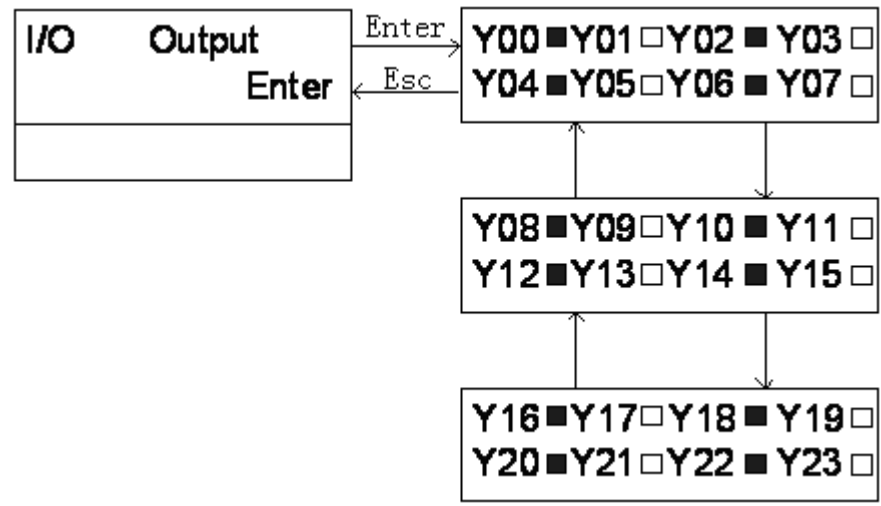 I/O Output
Enter
Enter
Esc
Y00 ■ Y01 □ Y02 ■ Y03 □
Y04 ■ Y05 □ Y06 ■ Y07 □
Y08 ■ Y09 □ Y10 ■ Y11 □
Y12 ■ Y13 □ Y14 ■ Y15 □
Y16 ■ Y17 □ Y18 ■ Y19 □
Y20 ■ Y21 □ Y22 ■ Y23 □